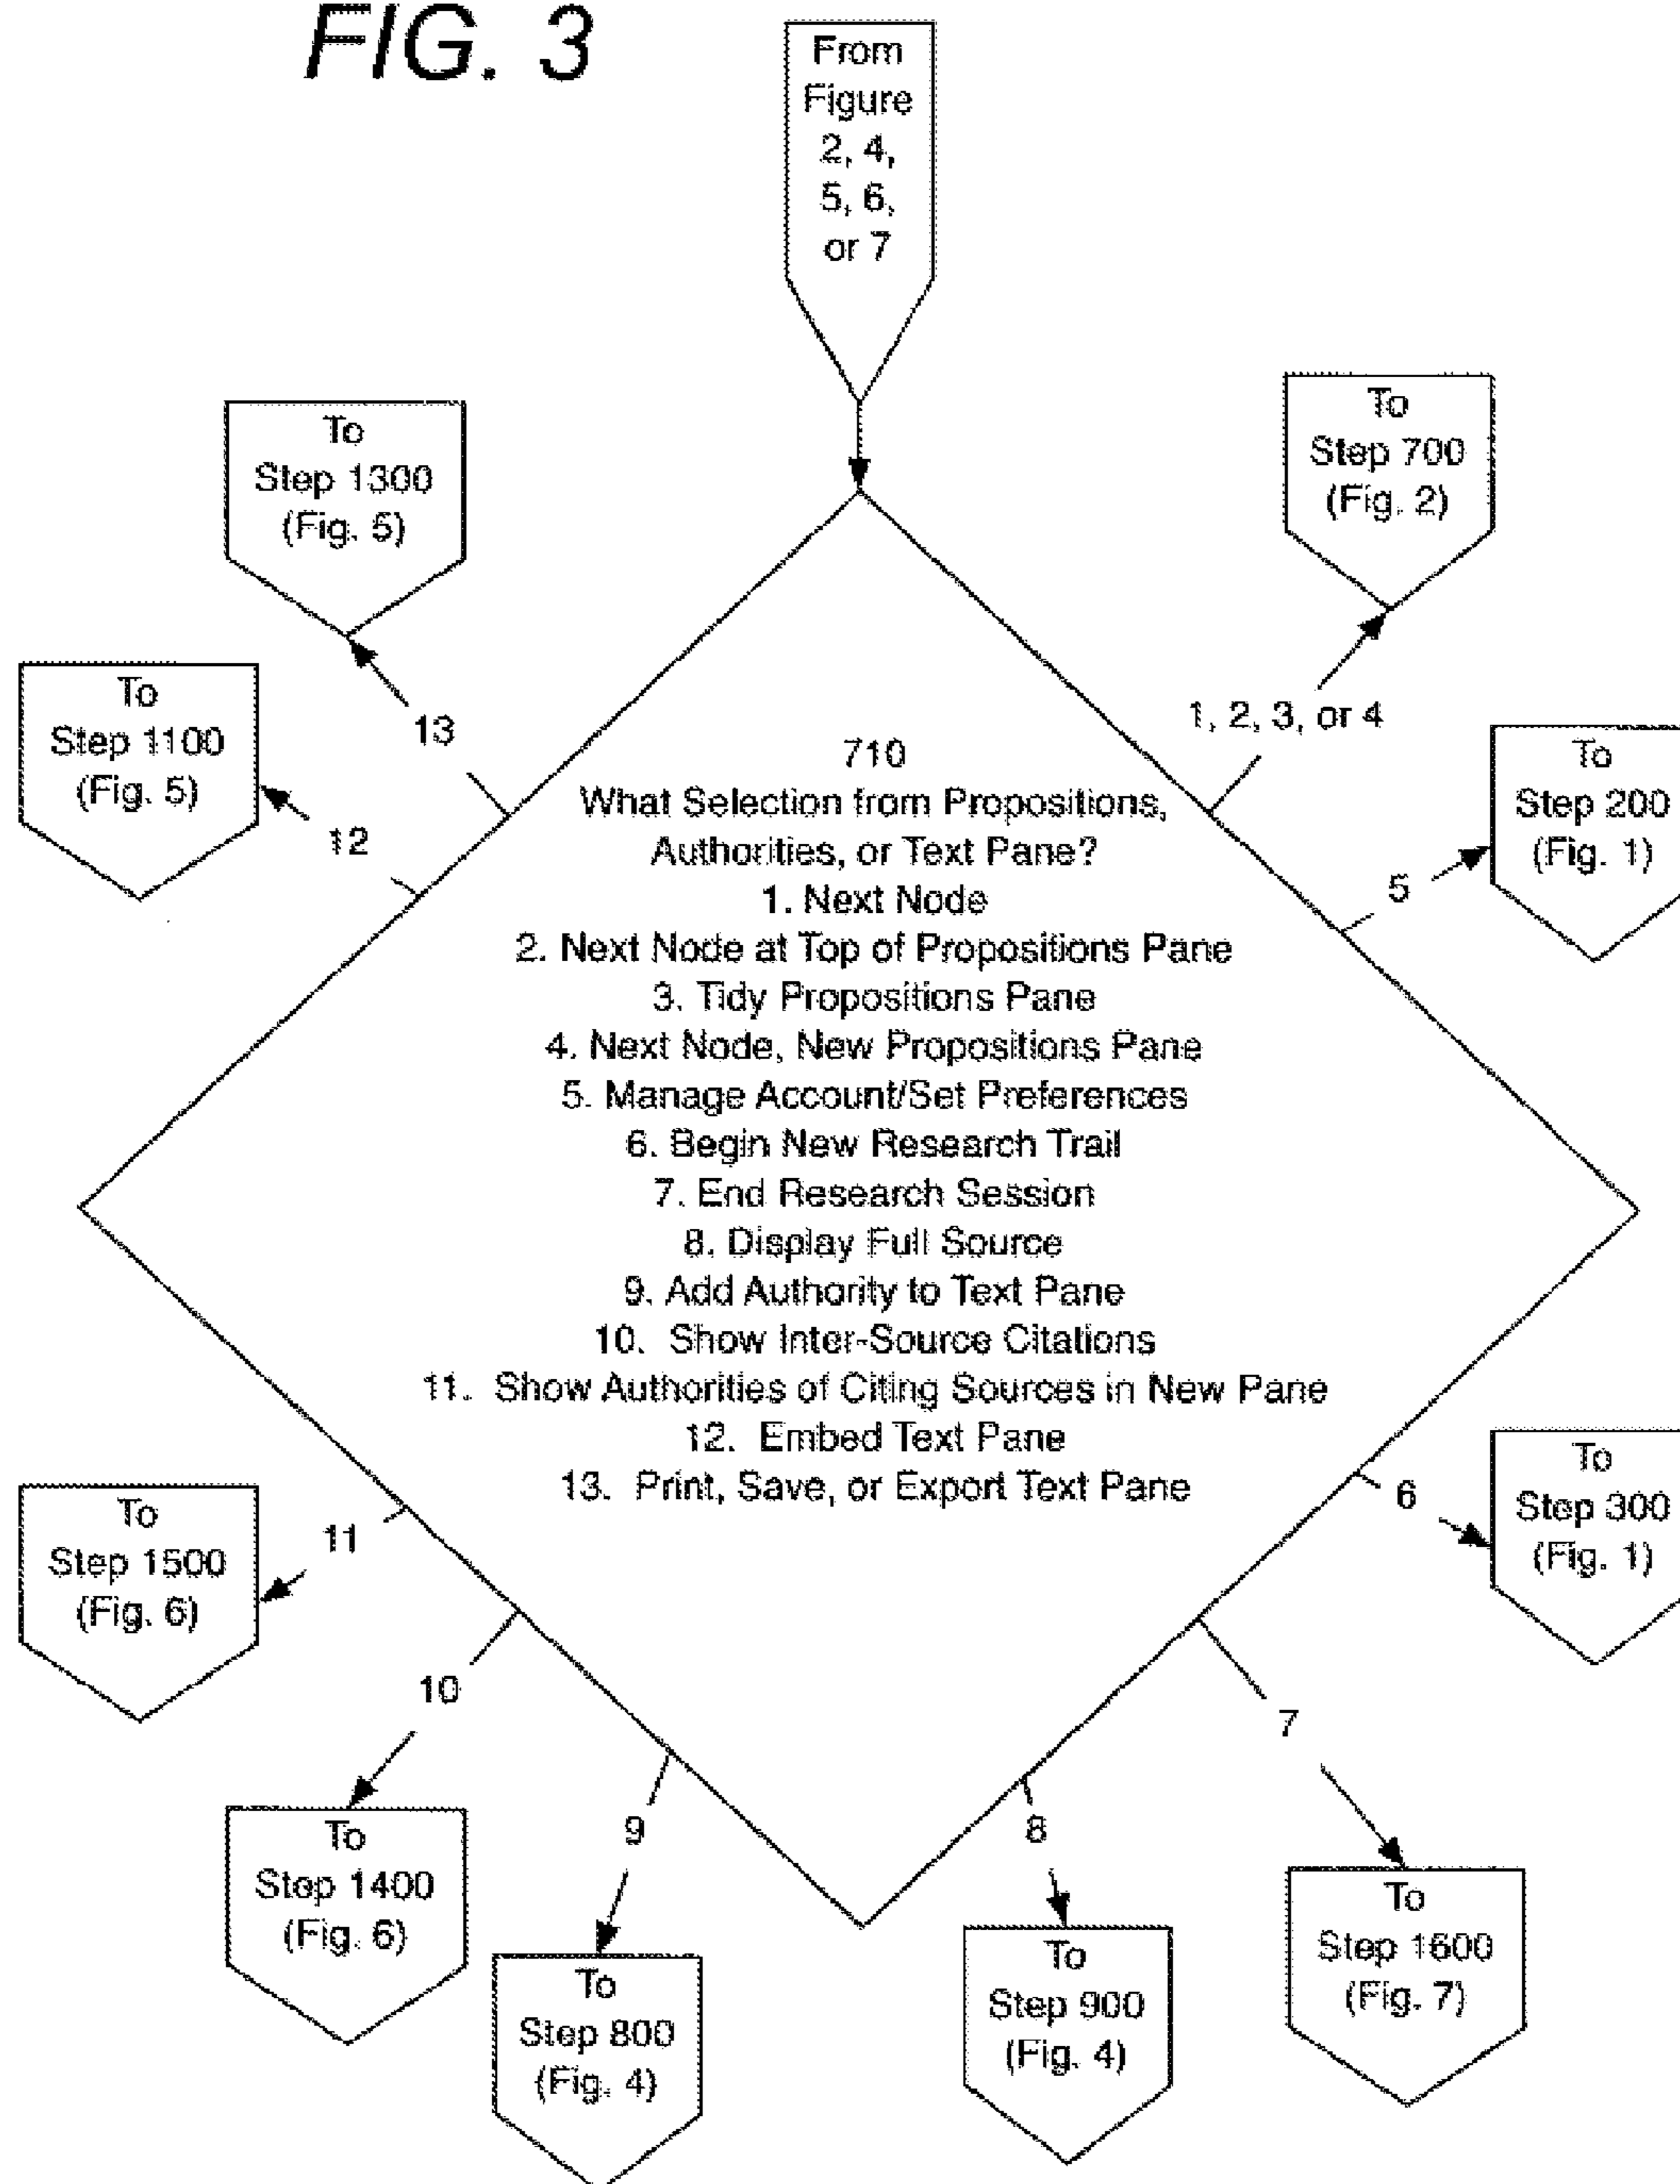 FIG. 3
From
Figure
2, 4,
5, 6,
or 7
To
Step 1300
(Fig. 5)
To
Step 700
(Fig. 2)
To
Step 1100
(Fig. 5)
13
12
1, 2, 3, or 4
To
Step 200
(Fig. 1)
5
710
What Selection from Propositions,
Authorities, or Text Pane?
1. Next Node
2. Next Node at Top of Propositions Pane
3. Tidy Propositions Pane
4. Next Node, New Propositions Pane
5. Manage Account/Set Preferences
6. Begin New Research Trail
7. End Research Session
8. Display Full Source
9. Add Authority to Text Pane
10. Show Inter-Source Citations
11. Show Authorities of Citing Sources in New Pane
12. Embed Text Pane
13. Print, Save, or Export Text Pane
To
Step 1500
(Fig. 6)
11
6
To
Step 300
(Fig. 1)
10
7
To
Step 1400
(Fig. 6)
9
8
To
Step 800
(Fig. 4)
To
Step 900
(Fig. 4)
To
Step 1600
(Fig. 7)